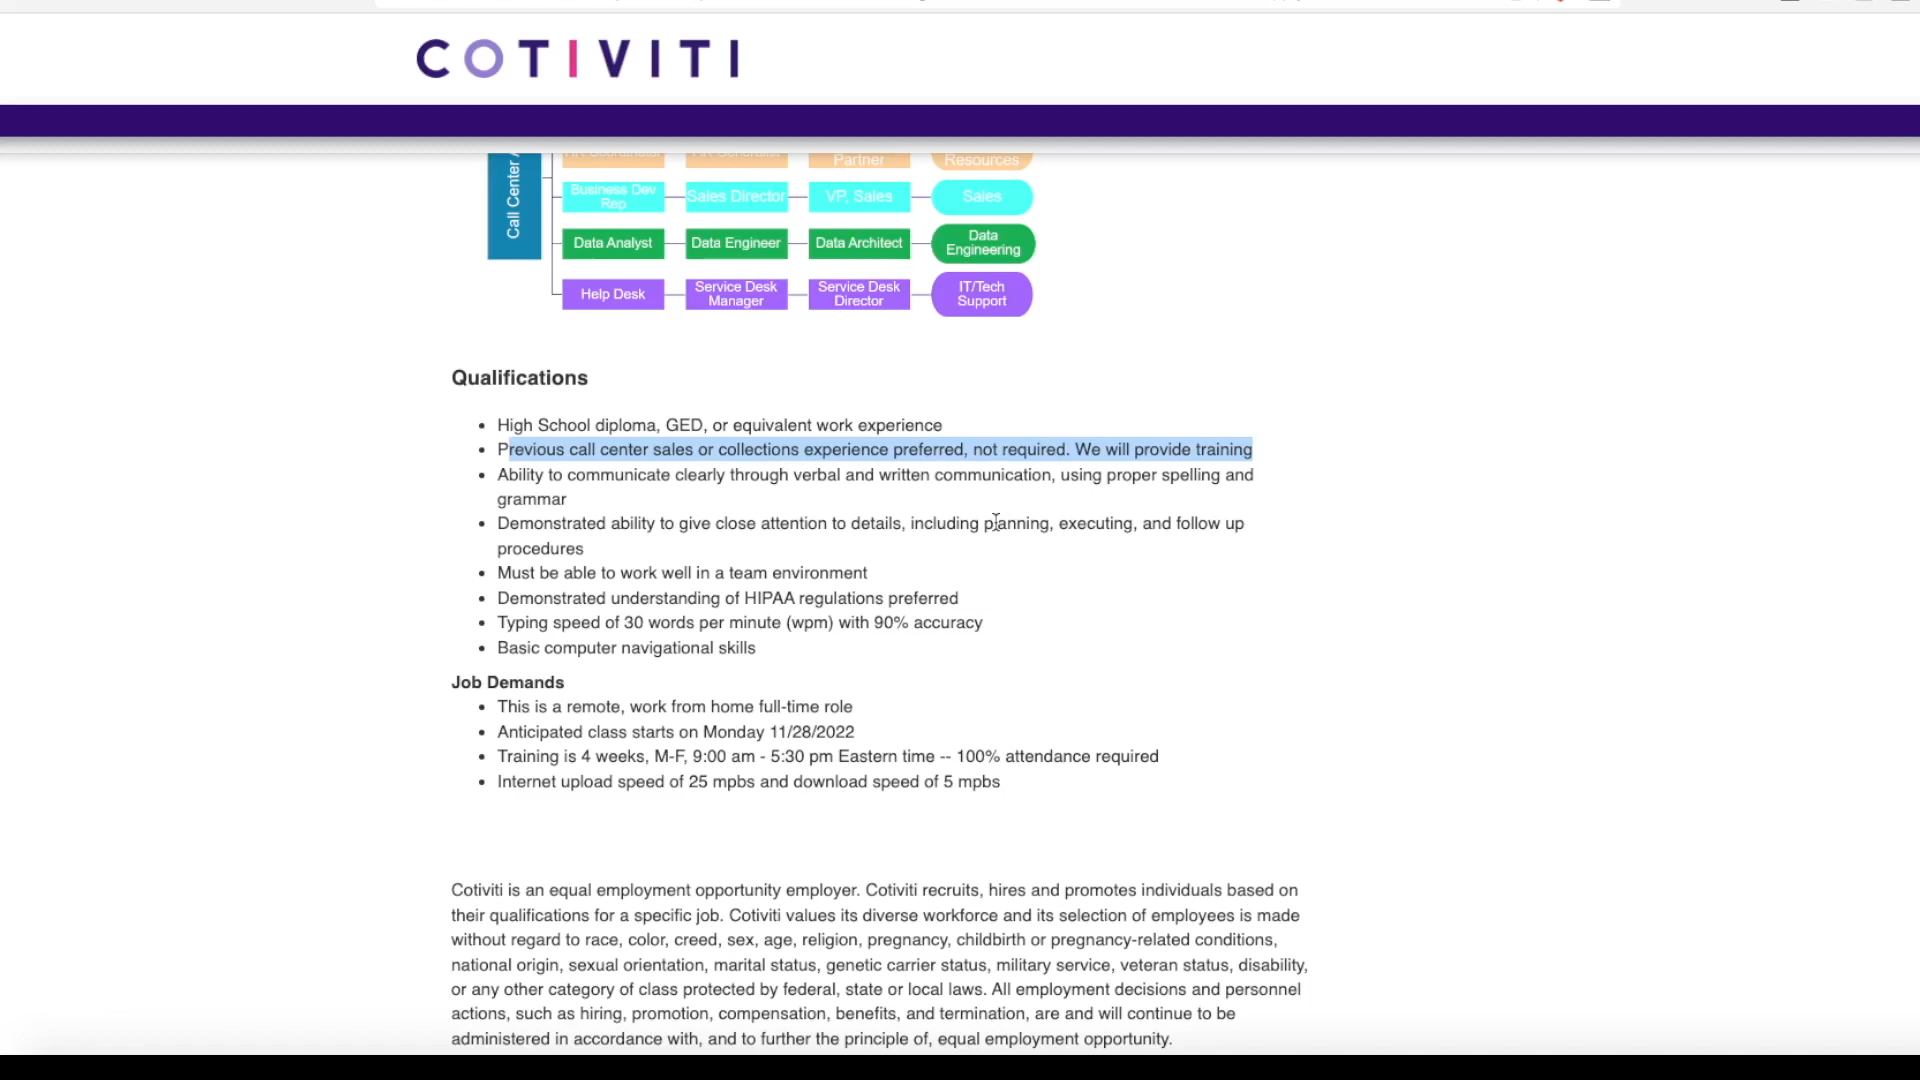 COTIVITI
Partner
Resources
Call Center
Business Dev
Rep
Sales Director
VP, Sales
Sales
Data Analyst
Data Engineer
Data Architect
Data
Engineering
Help Desk
Service Desk
Manager
Service Desk
Director
IT/Tech
Support
Qualifications
High School diploma, GED, or equivalent work experience
Previous call center sales or collections experience preferred, not required. We will provide training
Ability to communicate clearly through verbal and written communication, using proper spelling and
grammar
Demonstrated ability to give close attention to details, including planning, executing, and follow up
procedures
Must be able to work well in a team environment
Demonstrated understanding of HIPAA regulations preferred
Typing speed of 30 words per minute (wpm) with 90% accuracy
Basic computer navigational skills
Job Demands
This is a remote, work from home full-time role
Anticipated class starts on Monday 11/28/2022
Training is 4 weeks, M-F, 9:00 am - 5:30 pm Eastern time -- 100% attendance required
Internet upload speed of 25 mpbs and download speed of 5 mpbs
Cotiviti is an equal employment opportunity employer. Cotiviti recruits, hires and promotes individuals based on
their qualifications for a specific job. Cotiviti values its diverse workforce and its selection of employees is made
without regard to race, color, creed, sex, age, religion, pregnancy, childbirth or pregnancy-related conditions,
national origin, sexual orientation, marital status, genetic carrier status, military service, veteran status, disability,
or any other category of class protected by federal, state or local laws. All employment decisions and personnel
actions, such as hiring, promotion, compensation, benefits, and termination, are and will continue to be
administered in accordance with, and to further the principle of, equal employment opportunity.